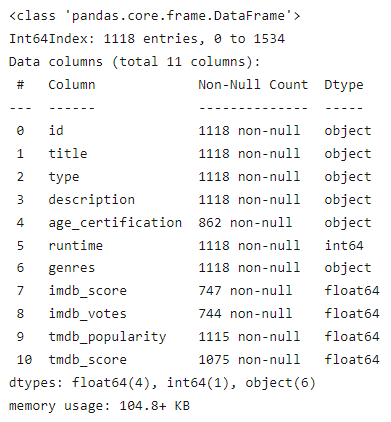 <class 'pandas.core.frame.DataFrame'>
Int64Index: 1118 entries, 0 to 1534
Data columns (total 11 columns):
 #   Column             Non-Null Count  Dtype
---  ------             --------------  -----
 0   id                 1118 non-null   object
 1   title              1118 non-null   object
 2   type               1118 non-null   object
 3   description        1118 non-null   object
 4   age_certification  862 non-null    object
 5   runtime            1118 non-null   int64
 6   genres             1118 non-null   object
 7   imdb_score         747 non-null    float64
 8   imdb_votes         744 non-null    float64
 9   tmdb_popularity    1115 non-null   float64
 10  tmdb_score         1075 non-null   float64
dtypes: float64(4), int64(1), object(6)
memory usage: 104.8+ KB